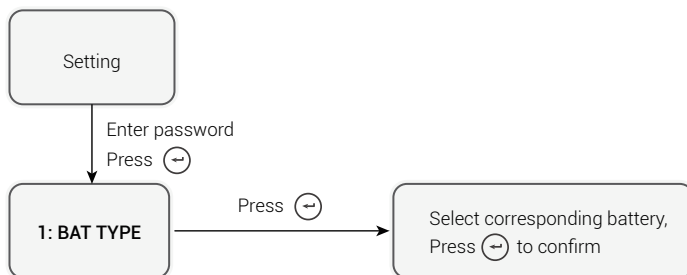 Setting
Enter password
Press
1: BAT TYPE
Press
Select corresponding battery,
Press to confirm